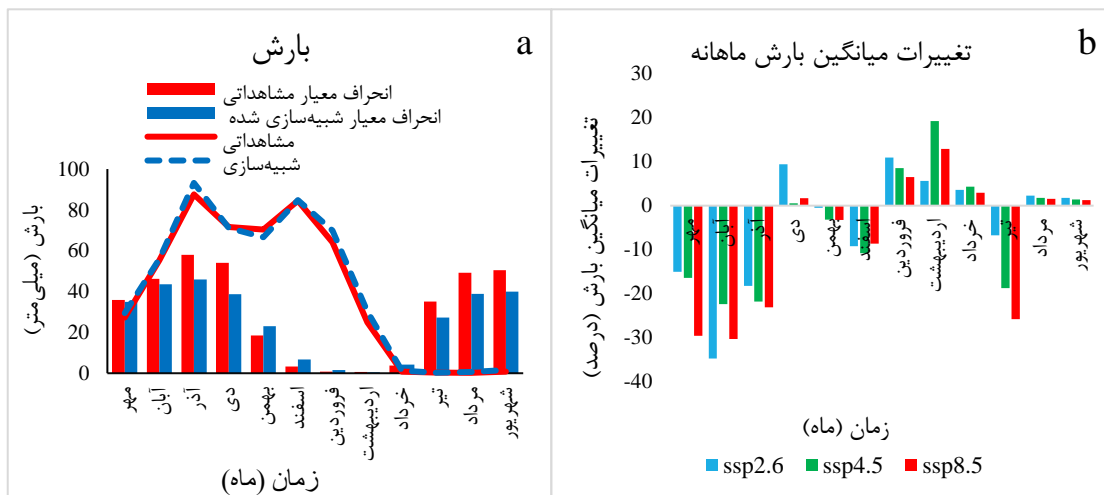 a
بارش
انحراف معیار مشاهداتی
انحراف معیار شبیه‌سازی شده
مشاهداتی
شبیه‌سازی
بارش (میلی‌متر)
100
80
60
40
20
0
مهر
آبان
آذر
دی
بهمن
اسفند
فروردین
اردیبهشت
خرداد
تیر
مرداد
شهریور
زمان (ماه)
b
تغییرات میانگین بارش ماهانه
تغییرات میانگین بارش (درصد)
30
20
10
0
-10
-20
-30
-40
مهر
آبان
آذر
دی
بهمن
اسفند
فروردین
اردیبهشت
خرداد
تیر
مرداد
شهریور
زمان (ماه)
ssp2.6 ssp4.5 ssp8.5